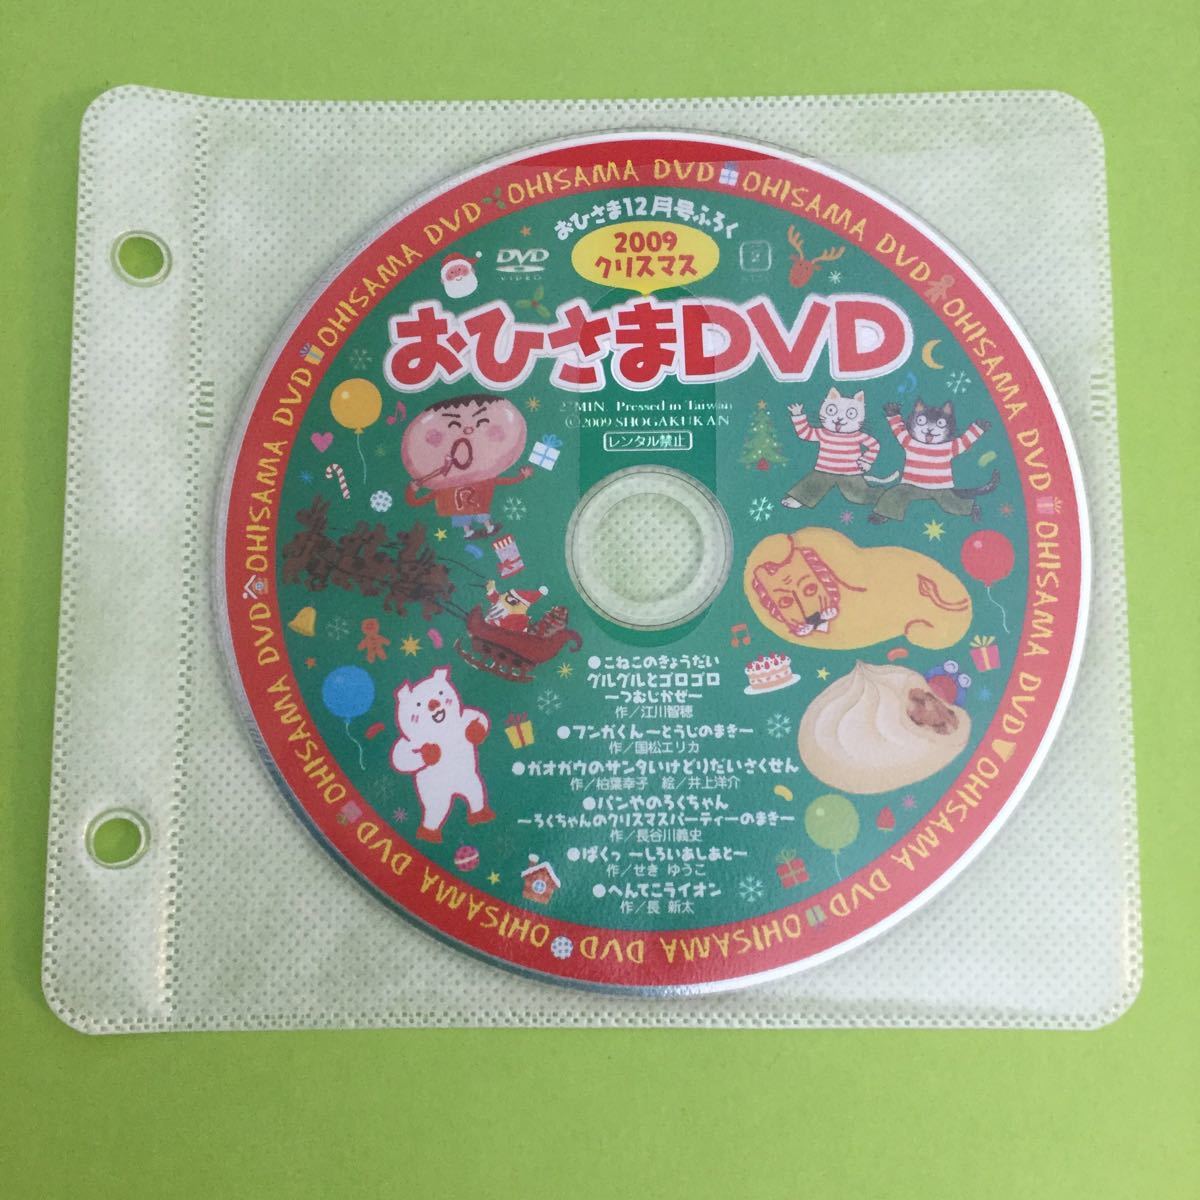 OHISAMA DVD OHISAMA DVD OHISAMA DVD OHISAMA DVD OHISAMA DVD OHISAMA DVD OHISAMA DVD OHISAMA DVD OHISAMA DVD OHISAMA DVD
おひさま12月号ふろく
2009
クリスマス
DVD
VIDEO
2
おひさまDVD
MIN. Pressed in Taiwan
©2009 SHOGAKUKAN
レンタル禁止
R
●こねこのきょうだい
グルグルとゴロゴロ
ーつむじかぜー
作／江川智穂
●フンガくんーとうじのまきー
作／国松エリカ
●ガオガウのサンタいけどりだいさくせん
作／柏葉幸子 絵／井上洋介
●パンやのろくちゃん
ーろくちゃんのクリスマスパーティーのまきー
作／長谷川義史
●ぱくっ ーしろいあしあとー
作／せき ゆうこ
●へんてこライオン
作／長 新太